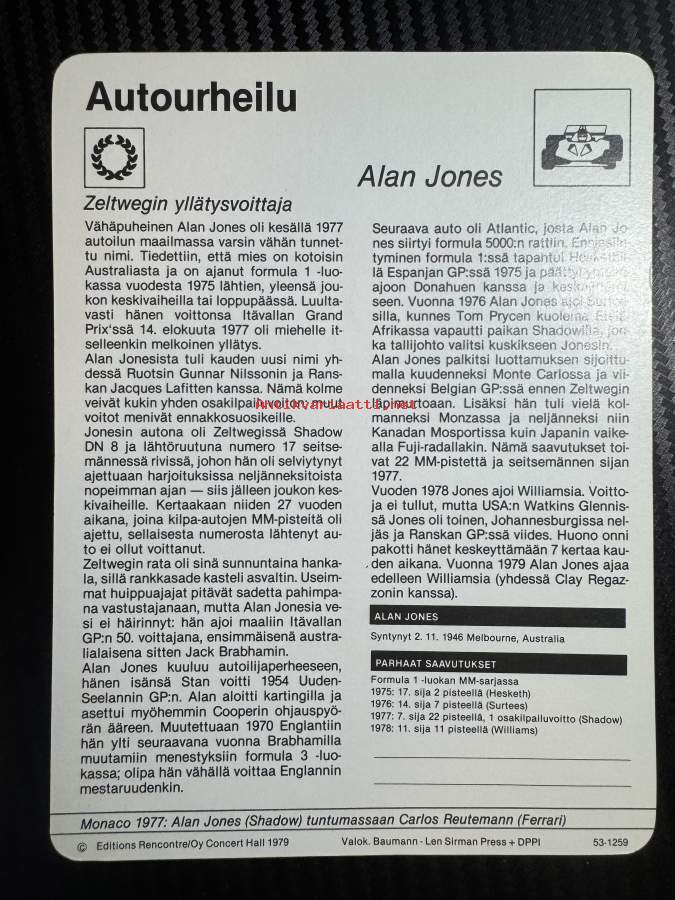 Autourheilu
Alan Jones
Zeltwegin yllätysvoittaja
Vähäpuheinen Alan Jones oli kesällä 1977
autoilun maailmassa varsin vähän tunnet-
tu nimi. Tiedettiin, että mies on kotoisin
Australiasta ja on ajanut formula 1 -luo-
kassa vuodesta 1975 lähtien, yleensä jou-
kon keskivaiheilla tai loppupäässä. Luulta-
vasti hänen voittonsa Itävallan Grand
Prix'ssä 14. elokuuta 1977 oli miehelle it-
selleenkin melkoinen yllätys.
Alan Jonesista tuli kauden uusi nimi yh-
dessä Ruotsin Gunnar Nilssonin ja Rans-
kan Jacques Lafitten kanssa. Nämä kolme
veivät kukin yhden osakilpailuvoiton; muut
voitot menivät ennakkosuosikeille.
Jonesin autona oli Zeltwegissä Shadow
DN 8 ja lähtöruutuna numero 17 seitse-
männessä rivissä, johon hän oli selviytynyt
ajettuaan harjoituksissa neljänneksitoista
nopeimman ajan — siis jälleen joukon kes-
kivaiheille. Kertaakaan niiden 27 vuoden
aikana, joina kilpa-autojen MM-pisteitä oli
ajettu, sellaisesta numerosta lähtenyt au-
to ei ollut voittanut.
Zeltwegin rata oli sinä sunnuntaina hanka-
la, sillä rankkasade kasteli asvaltin. Useim-
mat huippuajajat pitävät sadetta pahimpa-
na vastustajanaan, mutta Alan Jonesia ve-
si ei häirinnyt: hän ajoi maaliin Itävallan
GP:n 50. voittajana, ensimmäisenä austra-
lialaisena sitten Jack Brabhamin.
Alan Jones kuuluu autoilijaperheeseen,
hänen isänsä Stan voitti 1954 Uuden-
Seelannin GP:n. Alan aloitti kartingilla ja
asettui myöhemmin Cooperin ohjauspyö-
rän ääreen. Muutettuaan 1970 Englantiin
hän ylti seuraavana vuonna Brabhamilla
muutamiin menestyksiin formula 3 -luo-
kassa; olipa hän vähällä voittaa Englannin
mestaruudenkin.
Seuraava auto oli Atlantic, josta Alan Jo-
nes siirtyi formula 5000:n rattiin. Ensiesiin-
tyminen formula 1:ssä tapahtui Heskethil-
lä Espanjan GP:ssä 1975 ja päättyi
ajoon Donahuen kanssa ja keskeyttämi-
seen. Vuonna 1976 Alan Jones ajoi Surtee-
silla, kunnes Tom Prycen kuolema Etelä-
Afrikassa vapautti paikan Shadowilla, jon-
ka tallijohto valitsi kuskikseen Jonesin.
Alan Jones palkitsi luottamuksen sijoittu-
malla kuudenneksi Monte Carlossa ja vii-
denneksi Belgian GP:ssä ennen Zeltwegin
läpimurtoaan. Lisäksi hän tuli vielä kol-
manneksi Monzassa ja neljänneksi niin
Kanadan Mosportissa kuin Japanin vaike-
alla Fuji-radallakin. Nämä saavutukset toi-
vat 22 MM-pistettä ja seitsemännen sijan
1977.
Vuoden 1978 Jones ajoi Williamsia. Voitto-
ja ei tullut, mutta USA:n Watkins Glennis-
sä Jones oli toinen, Johannesburgissa nel-
jäs ja Ranskan GP:ssä viides. Huono onni
pakotti hänet keskeyttämään 7 kertaa kau-
den aikana. Vuonna 1979 Alan Jones ajaa
edelleen Williamsia (yhdessä Clay Regaz-
zonin kanssa).
ALAN JONES
Syntynyt 2. 11. 1946 Melbourne, Australia
PARHAAT SAAVUTUKSET
Formula 1 -luokan MM-sarjassa
1975: 17. sija 2 pisteellä (Hesketh)
1976: 14. sija 7 pisteellä (Surtees)
1977: 7. sija 22 pisteellä, 1 osakilpailuvoitto (Shadow)
1978: 11. sija 11 pisteellä (Williams)
Monaco 1977: Alan Jones (Shadow) tuntumassaan Carlos Reutemann (Ferrari)
© Editions Rencontre/Oy Concert Hall 1979 Valok. Baumann - Len Sirman Press + DPPI 53-1259
Antikvariaatti.net